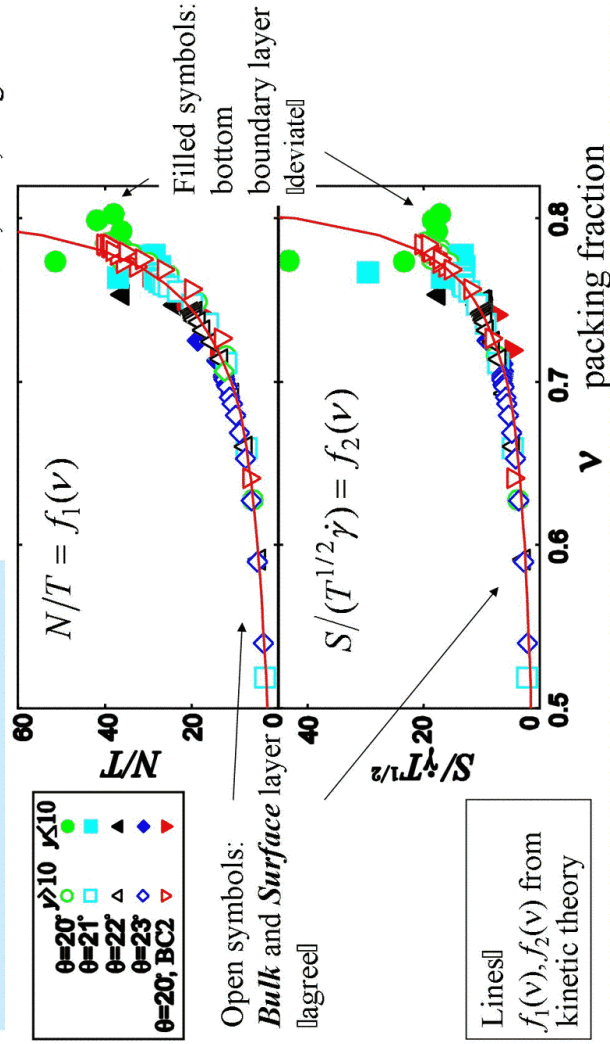 y>10 y≤10
θ=20°
θ=21°
θ=22°
θ=23°
θ=20°, BC2
Open symbols:
Bulk and Surface layer
agree
Lines
f₁(ν), f₂(ν) from
kinetic theory
N/T
60
40
20
0
N/T = f₁(ν)
S/γ̇T^{1/2}
40
20
0
S/(T^{1/2}γ̇) = f₂(ν)
0.5
0.6
0.7
0.8
ν
packing fraction
Filled symbols:
bottom
boundary layer
deviate